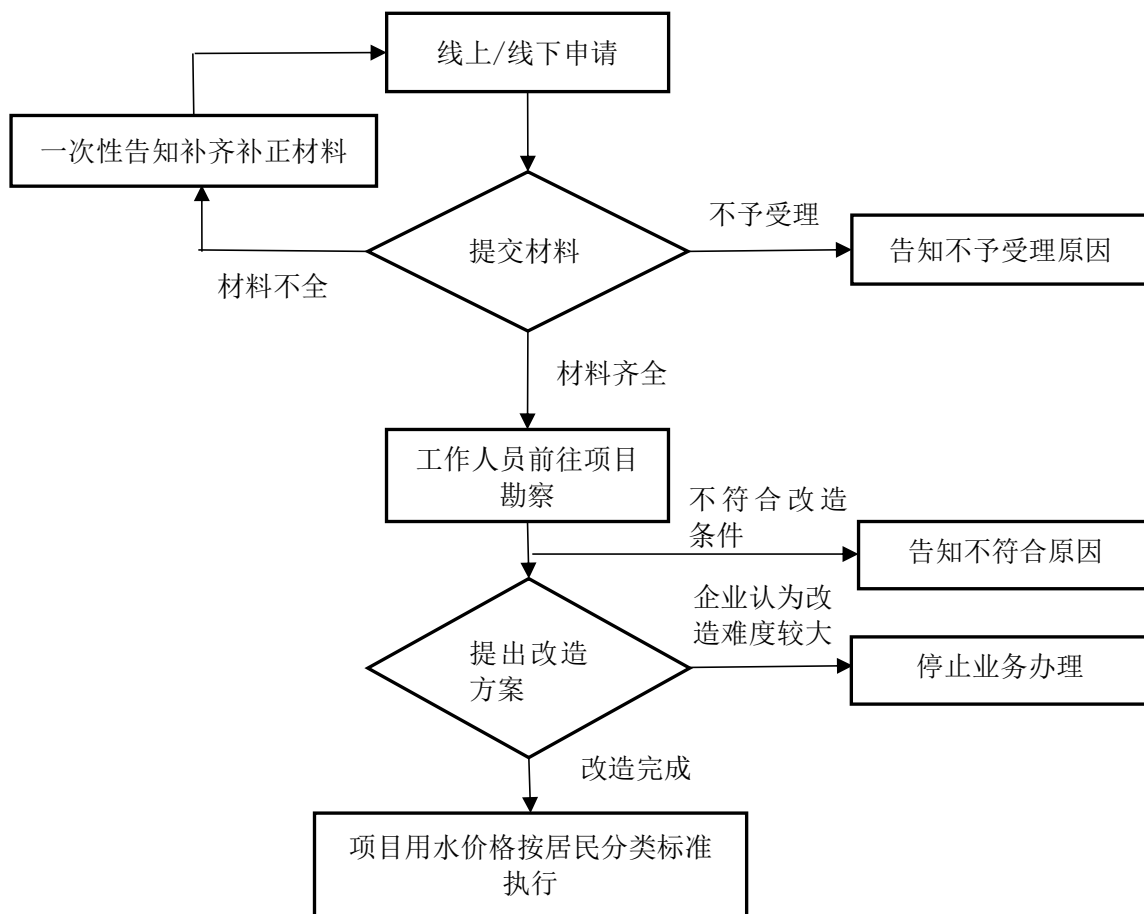 线上/线下申请
一次性告知补齐补正材料
不予受理
提交材料
告知不予受理原因
材料不全
材料齐全
工作人员前往项目
勘察
不符合改造
条件
告知不符合原因
企业认为改
造难度较大
提出改造
方案
停止业务办理
改造完成
项目用水价格按居民分类标准
执行